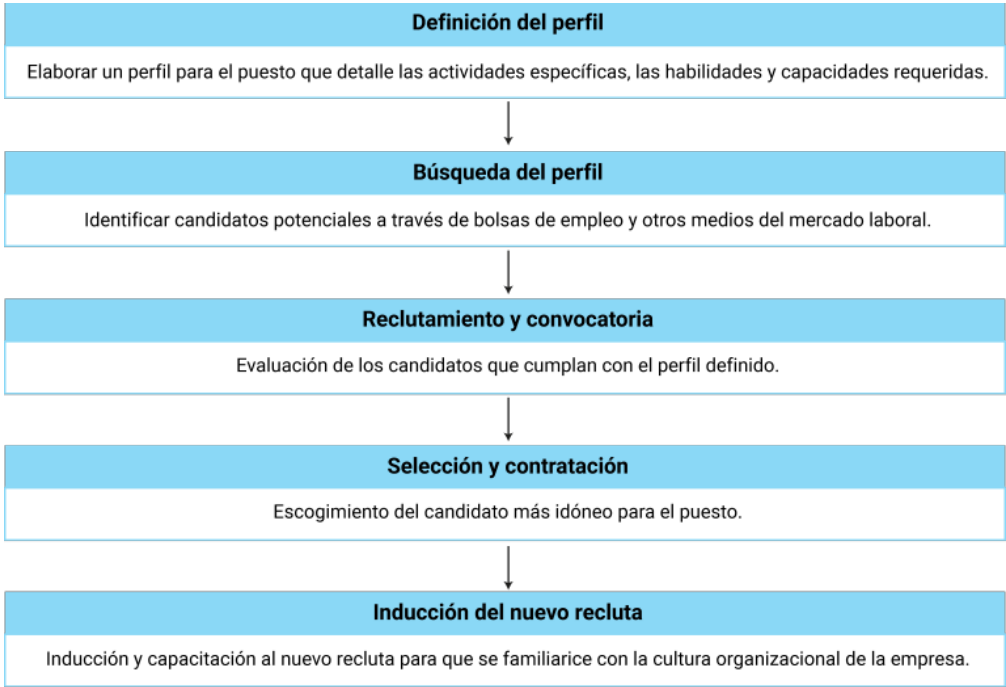 Definición del perfil
Elaborar un perfil para el puesto que detalle las actividades específicas, las habilidades y capacidades requeridas.
Búsqueda del perfil
Identificar candidatos potenciales a través de bolsas de empleo y otros medios del mercado laboral.
Reclutamiento y convocatoria
Evaluación de los candidatos que cumplan con el perfil definido.
Selección y contratación
Escogimiento del candidato más idóneo para el puesto.
Inducción del nuevo recluta
Inducción y capacitación al nuevo recluta para que se familiarice con la cultura organizacional de la empresa.